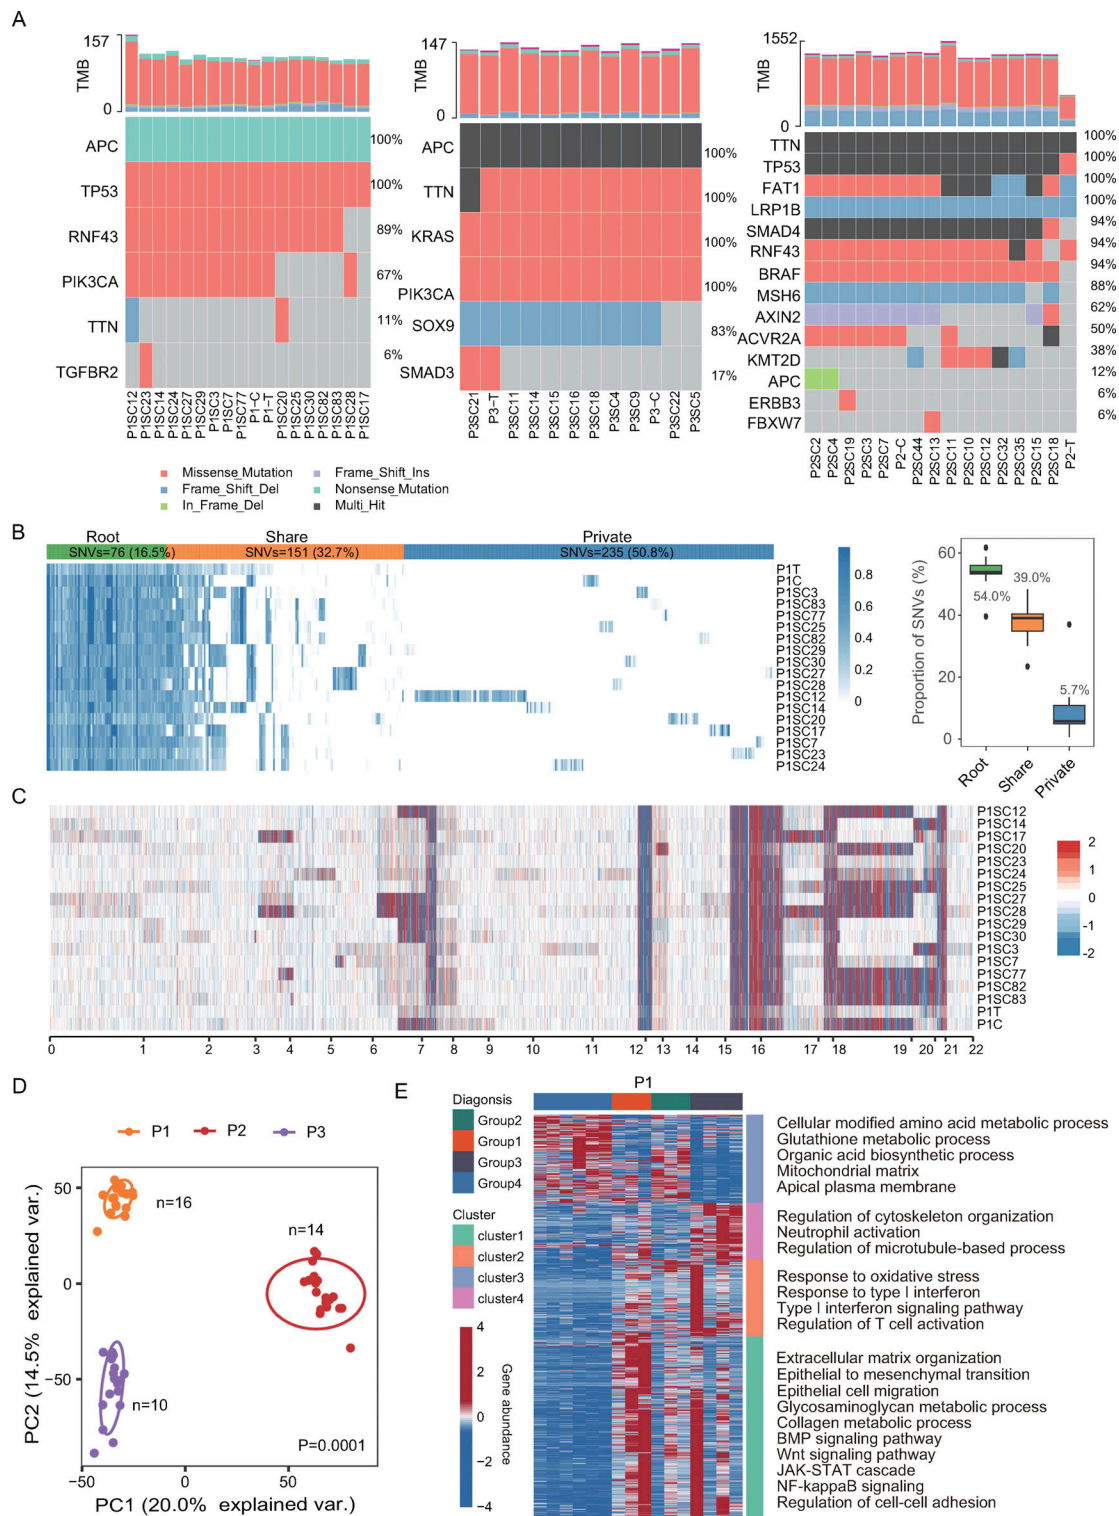 A
157
TMB
0
APC 100%
TP53 100%
RNF43 89%
PIK3CA 67%
TTN 11%
TGFBR2 6%
P1SC12 P1SC23 P1SC14 P1SC24 P1SC27 P1SC29 P1SC3 P1SC7 P1SC77 P1-C P1-T P1SC20 P1SC25 P1SC30 P1SC82 P1SC83 P1SC28 P1SC17
147
TMB
0
APC 100%
TTN
KRAS 100%
PIK3CA 100%
SOX9 83%
SMAD3 17%
P3SC21 P3-T P3SC11 P3SC14 P3SC15 P3SC16 P3SC18 P3SC4 P3SC9 P3-C P3SC22 P3SC5
1552
TMB
0
TTN 100%
TP53 100%
FAT1 100%
LRP1B 100%
SMAD4 94%
RNF43 94%
BRAF 94%
MSH6 88%
AXIN2 62%
ACVR2A 50%
KMT2D 38%
APC 12%
ERBB3 6%
FBXW7 6%
P2SC2 P2SC4 P2SC19 P2SC3 P2SC7 P2-C P2SC44 P2SC13 P2SC11 P2SC10 P2SC12 P2SC32 P2SC35 P2SC15 P2SC18 P2-T
Missense_Mutation Frame_Shift_Ins
Frame_Shift_Del Nonsense_Mutation
In_Frame_Del Multi_Hit
B
Root Share Private
SNVs=76 (16.5%) SNVs=151 (32.7%) SNVs=235 (50.8%)
P1T
P1C
P1SC3
P1SC83
P1SC77
P1SC25
P1SC82
P1SC29
P1SC30
P1SC27
P1SC28
P1SC12
P1SC14
P1SC20
P1SC17
P1SC7
P1SC23
P1SC24
0.8
0.6
0.4
0.2
0
Proportion of SNVs (%)
60
40
20
0
54.0%
39.0%
5.7%
Root Share Private
C
P1SC12
P1SC14
P1SC17
P1SC20
P1SC23
P1SC24
P1SC25
P1SC27
P1SC28
P1SC29
P1SC30
P1SC3
P1SC7
P1SC77
P1SC82
P1SC83
P1T
P1C
2
1
0
-1
-2
0 1 2 3 4 5 6 7 8 9 10 11 12 13 14 15 16 17 18 19 20 21 22
D
P1 P2 P3
PC2 (14.5% explained var.)
50
0
−50
n=16
n=14
n=10
P=0.0001
−50 0 50
PC1 (20.0% explained var.)
E
P1
Diagonsis
Group2
Group1
Group3
Group4
Cluster
cluster1
cluster2
cluster3
cluster4
4
2
0
−2
−4
Gene abundance
Cellular modified amino acid metabolic process
Glutathione metabolic process
Organic acid biosynthetic process
Mitochondrial matrix
Apical plasma membrane
Regulation of cytoskeleton organization
Neutrophil activation
Regulation of microtubule-based process
Response to oxidative stress
Response to type I interferon
Type I interferon signaling pathway
Regulation of T cell activation
Extracellular matrix organization
Epithelial to mesenchymal transition
Epithelial cell migration
Glycosaminoglycan metabolic process
Collagen metabolic process
BMP signaling pathway
Wnt signaling pathway
JAK-STAT cascade
NF-kappaB signaling
Regulation of cell-cell adhesion